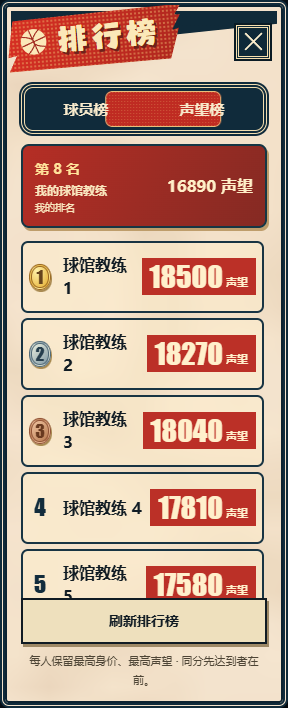 排行榜
球员榜
声望榜
第 8 名
我的球馆教练
我的排名
16890 声望
1
球馆教练
1
18500 声望
2
球馆教练
2
18270 声望
3
球馆教练
3
18040 声望
4
球馆教练 4
17810 声望
5
球馆教练
5
17580 声望
刷新排行榜
每人保留最高身价、最高声望 · 同分先达到者在
前。